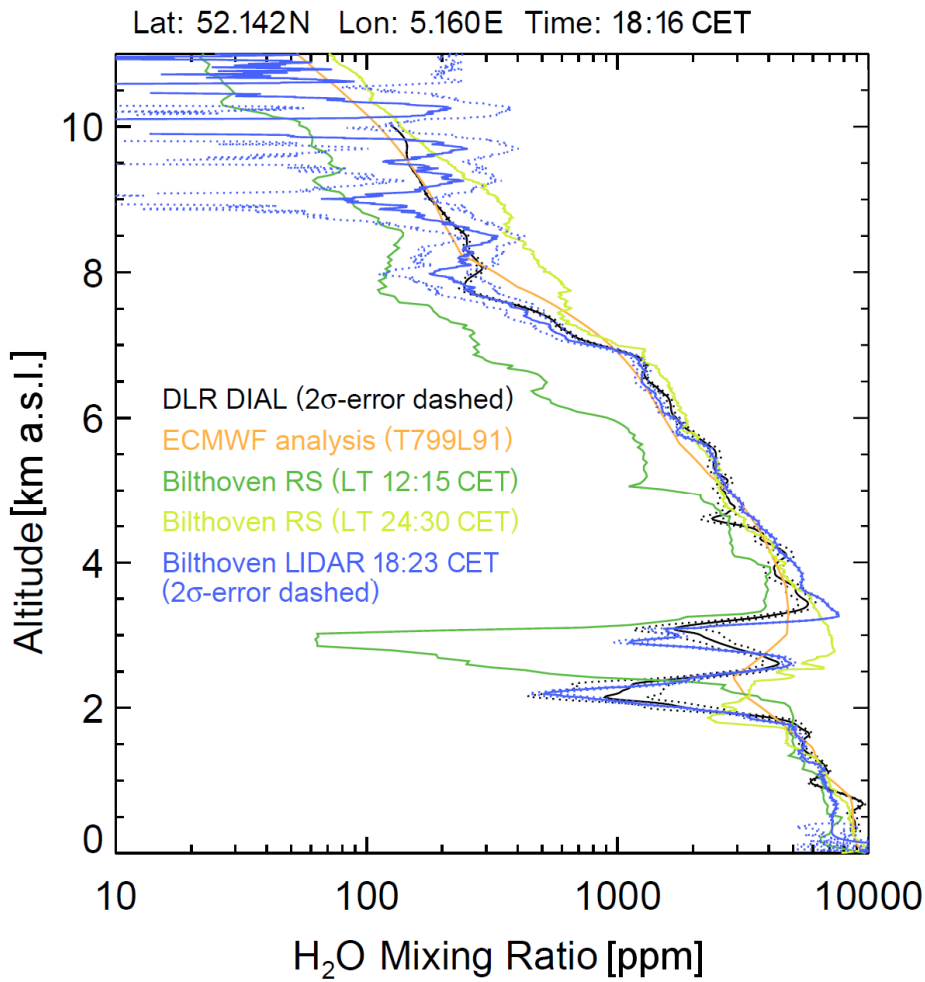 Lat: 52.142N Lon: 5.160E Time: 18:16 CET
10
8
6
4
2
0
Altitude [km a.s.l.]
DLR DIAL (2σ-error dashed)
ECMWF analysis (T799L91)
Bilthoven RS (LT 12:15 CET)
Bilthoven RS (LT 24:30 CET)
Bilthoven LIDAR 18:23 CET
(2σ-error dashed)
10 100 1000 10000
H₂O Mixing Ratio [ppm]